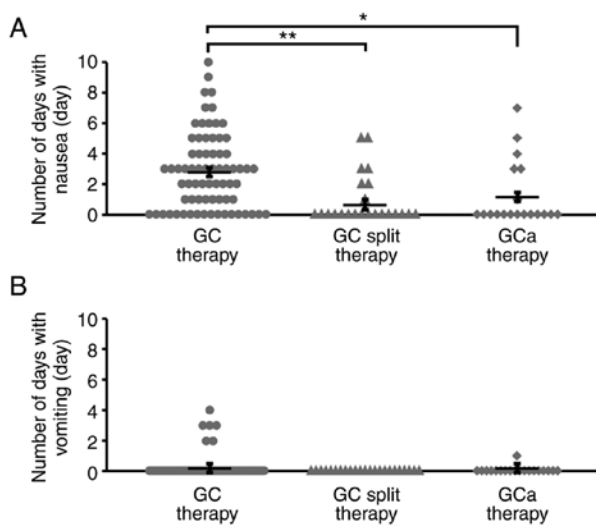 A
*
**
Number of days with
nausea (day)
10
8
6
4
2
0
GC
therapy
GC split
therapy
GCa
therapy
B
Number of days with
vomiting (day)
10
8
6
4
2
0
GC
therapy
GC split
therapy
GCa
therapy